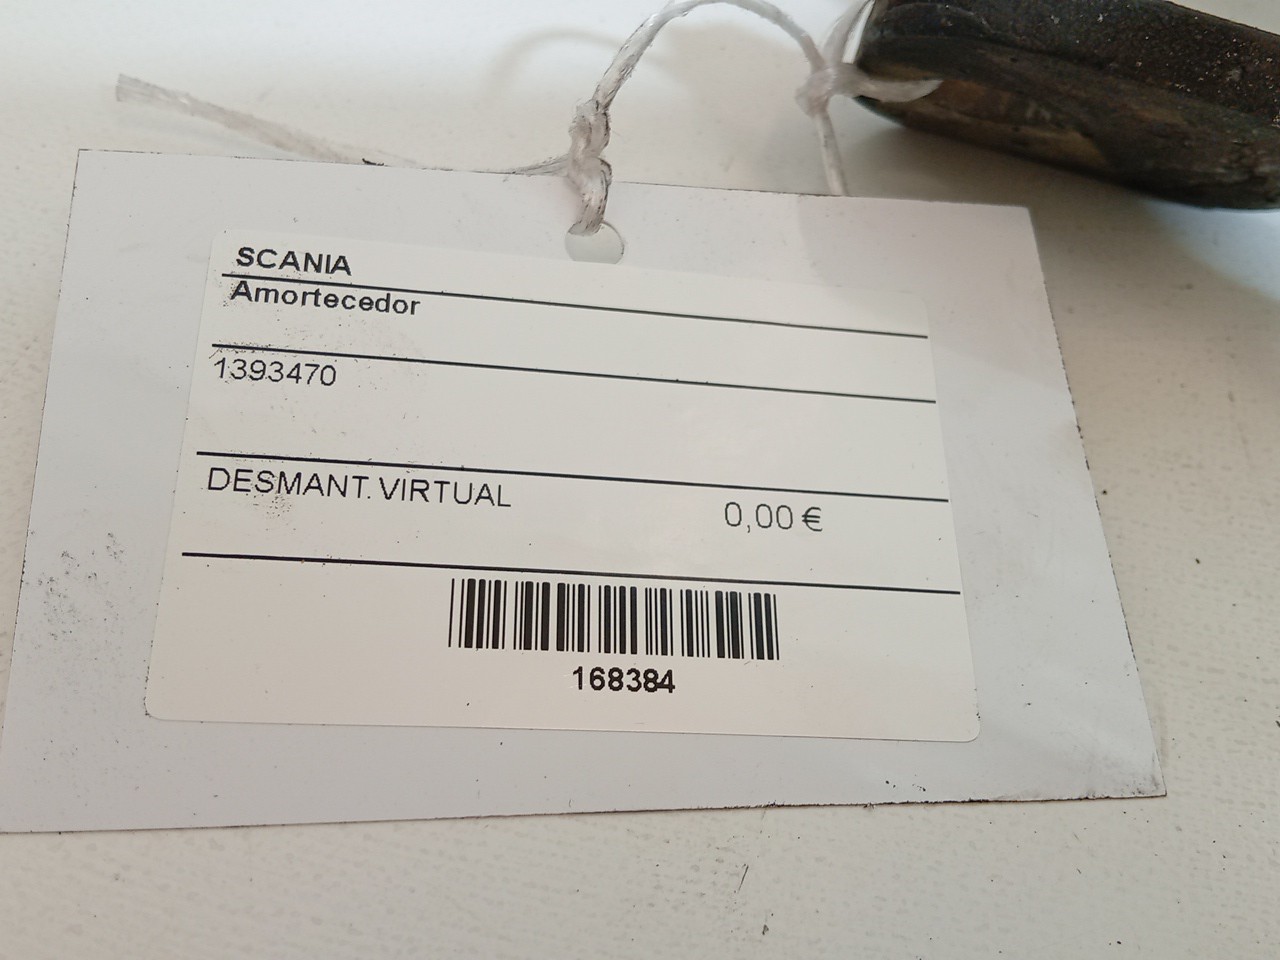 SCANIA
Amortecedor
1393470
DESMANT. VIRTUAL 0,00 €
168384